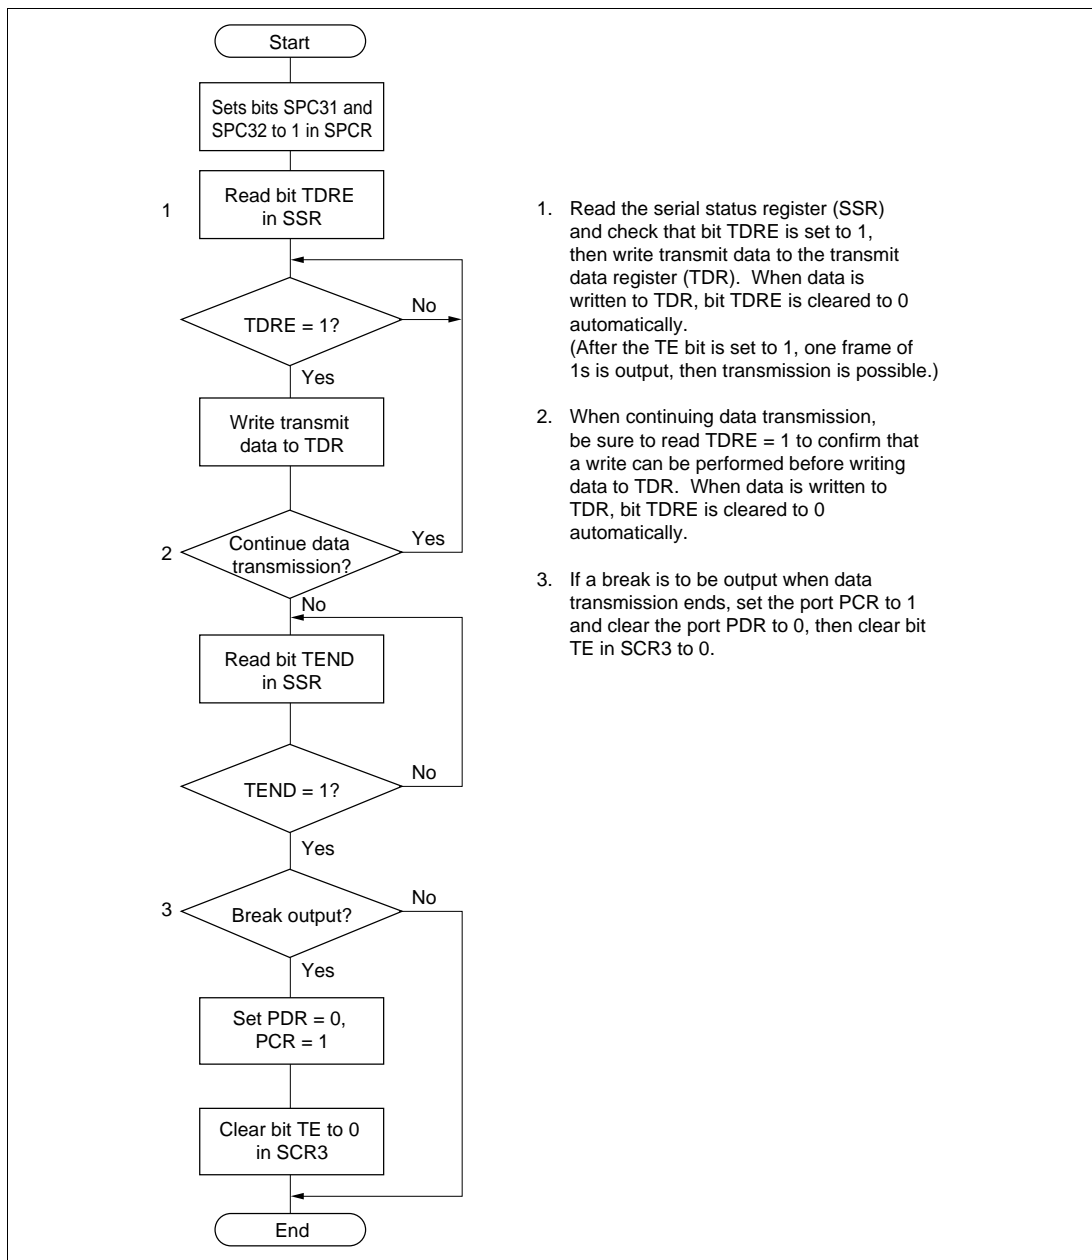 Start
Sets bits SPC31 and
SPC32 to 1 in SPCR
1
Read bit TDRE
in SSR
TDRE = 1?
No
Yes
Write transmit
data to TDR
2
Continue data
transmission?
Yes
No
Read bit TEND
in SSR
TEND = 1?
No
Yes
3
Break output?
No
Yes
Set PDR = 0,
PCR = 1
Clear bit TE to 0
in SCR3
End
1. Read the serial status register (SSR)
and check that bit TDRE is set to 1,
then write transmit data to the transmit
data register (TDR). When data is
written to TDR, bit TDRE is cleared to 0
automatically.
(After the TE bit is set to 1, one frame of
1s is output, then transmission is possible.)
2. When continuing data transmission,
be sure to read TDRE = 1 to confirm that
a write can be performed before writing
data to TDR. When data is written to
TDR, bit TDRE is cleared to 0
automatically.
3. If a break is to be output when data
transmission ends, set the port PCR to 1
and clear the port PDR to 0, then clear bit
TE in SCR3 to 0.